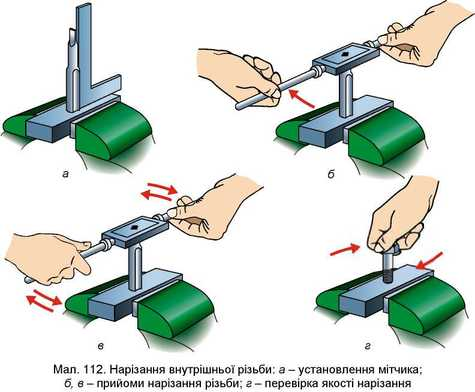 а
б
в
г
Мал. 112. Нарізання внутрішньої різьби: а – установлення мітчика;
б, в – прийоми нарізання різьби; г – перевірка якості нарізання